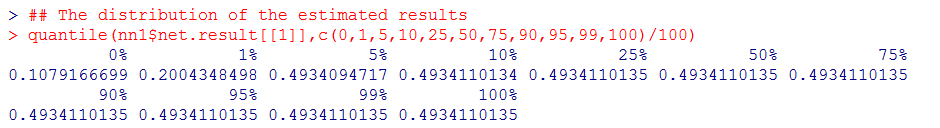 > ## The distribution of the estimated results
> quantile(nn1$net.result[[1]],c(0,1,5,10,25,50,75,90,95,99,100)/100)
0% 1% 5% 10% 25% 50% 75%
0.1079166699 0.2004348498 0.4934094717 0.4934110134 0.4934110135 0.4934110135 0.4934110135
90% 95% 99% 100%
0.4934110135 0.4934110135 0.4934110135 0.4934110135